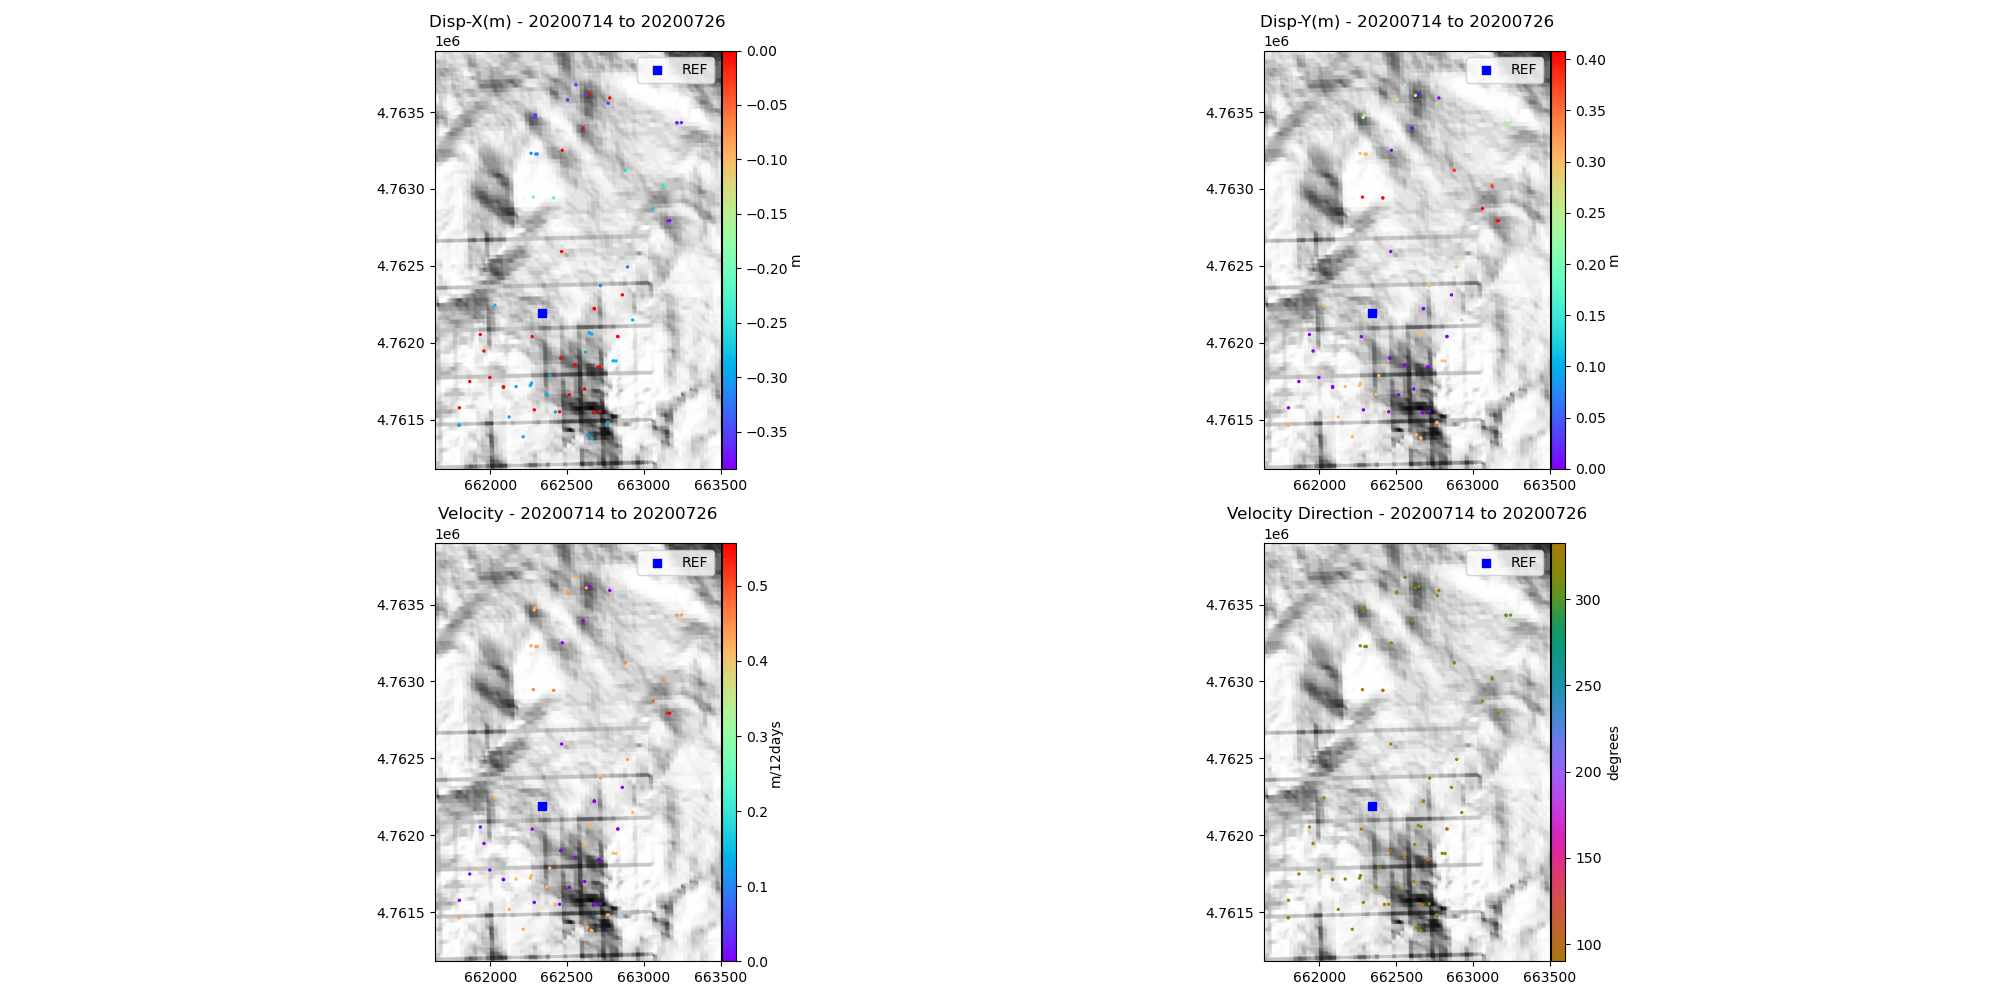 Disp-X(m) - 20200714 to 20200726
1e6
REF
4.7635
4.7630
4.7625
4.7620
4.7615
662000 662500 663000 663500
0.00
−0.05
−0.10
−0.15
−0.20
−0.25
−0.30
−0.35
m
Disp-Y(m) - 20200714 to 20200726
1e6
REF
4.7635
4.7630
4.7625
4.7620
4.7615
662000 662500 663000 663500
0.40
0.35
0.30
0.25
0.20
0.15
0.10
0.05
0.00
m
Velocity - 20200714 to 20200726
1e6
REF
4.7635
4.7630
4.7625
4.7620
4.7615
662000 662500 663000 663500
0.5
0.4
0.3
0.2
0.1
0.0
m/12days
Velocity Direction - 20200714 to 20200726
1e6
REF
4.7635
4.7630
4.7625
4.7620
4.7615
662000 662500 663000 663500
300
250
200
150
100
degrees